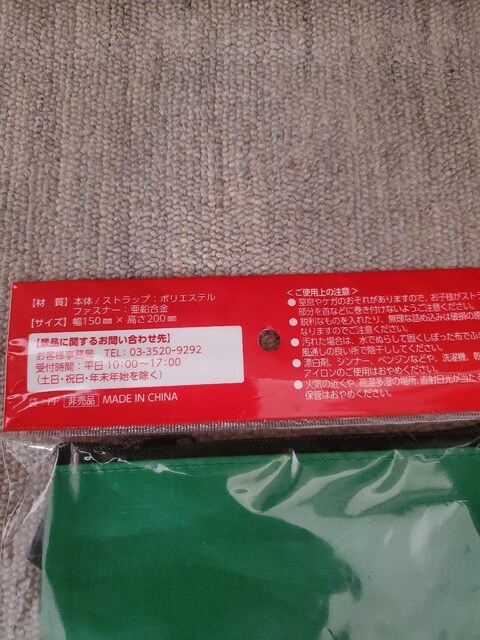 【材　質】本体/ストラップ：ポリエステル
ファスナー：亜鉛合金
【サイズ】幅150㎜×高さ200㎜
【景品に関するお問い合わせ先】
お客様事務局　TEL：03-3520-9292
受付時間：平日10:00～17:00
(土日・祝日・年末年始を除く)
袋：PP　非売品　MADE IN CHINA
＜ご使用上の注意＞
●窒息やケガのおそれがありますので、お子様がスト
部分を首などに巻き付けないようご注意ください。
●鋭利なものを入れたり、無理な詰め込みは破損の原
なりますのでご注意ください。
●汚れた場合は、水でぬらして固くしぼった布でふ
風通しの良い所で陰干ししてください。
●漂白剤、シンナー、ベンジンなどや、洗濯機、乾
アイロンのご使用はおやめください。
●火気の近くや、高温多湿の場所、直射日光が当た
保管はおやめください。